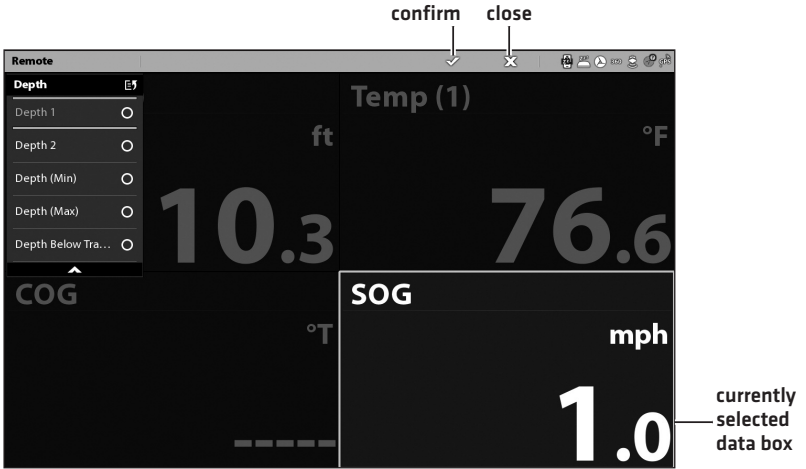 confirm close
Remote
Depth
Depth 1
Depth 2
Depth (Min)
Depth (Max)
Depth Below Tra...
ft
10.3
Temp (1)
°F
76.6
COG
°T
-----
SOG
mph
1.0
currently
selected
data box